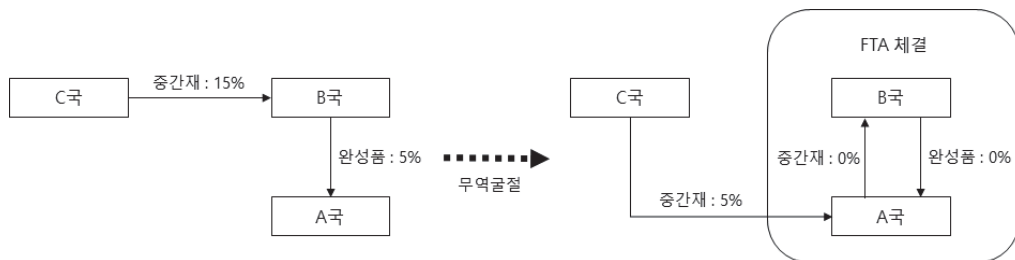 FTA 체결
C국
중간재 : 15%
B국
완성품 : 5%
A국
무역굴절
C국
중간재 : 5%
B국
중간재 : 0%
완성품 : 0%
A국